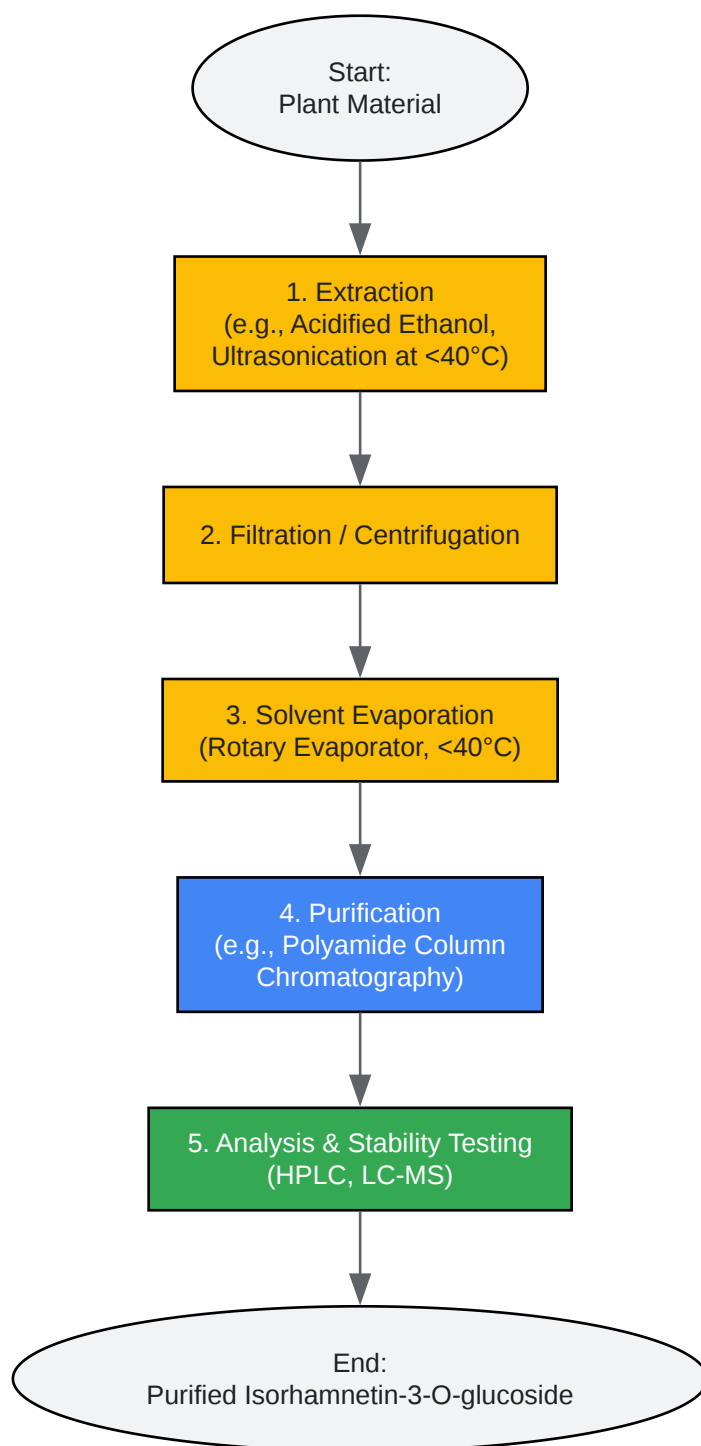 Start:
Plant Material
1. Extraction
(e.g., Acidified Ethanol,
Ultrasonication at <40°C)
2. Filtration / Centrifugation
3. Solvent Evaporation
(Rotary Evaporator, <40°C)
4. Purification
(e.g., Polyamide Column
Chromatography)
5. Analysis & Stability Testing
(HPLC, LC-MS)
End:
Purified Isorhamnetin-3-O-glucoside